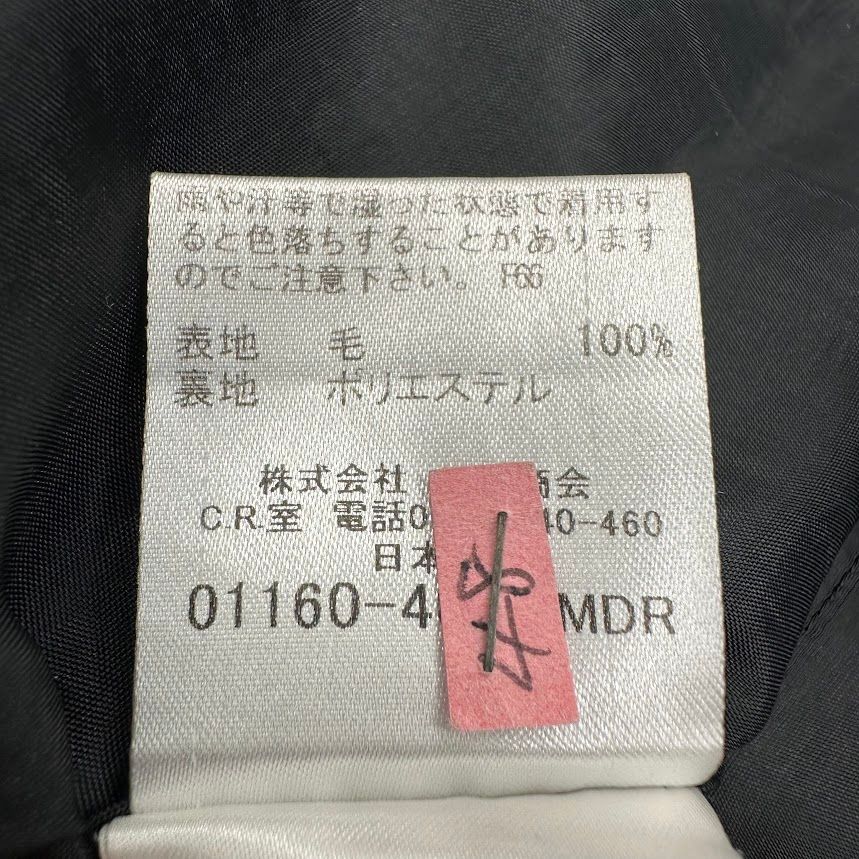 雨や汗等で湿った状態で着用す
ると色落ちすることがあります
のでご注意下さい。 F66
表地 毛 100%
裏地 ポリエステル
株式会社 商会
C.R.室 電話0 40-460
日本
01160-4 MDR